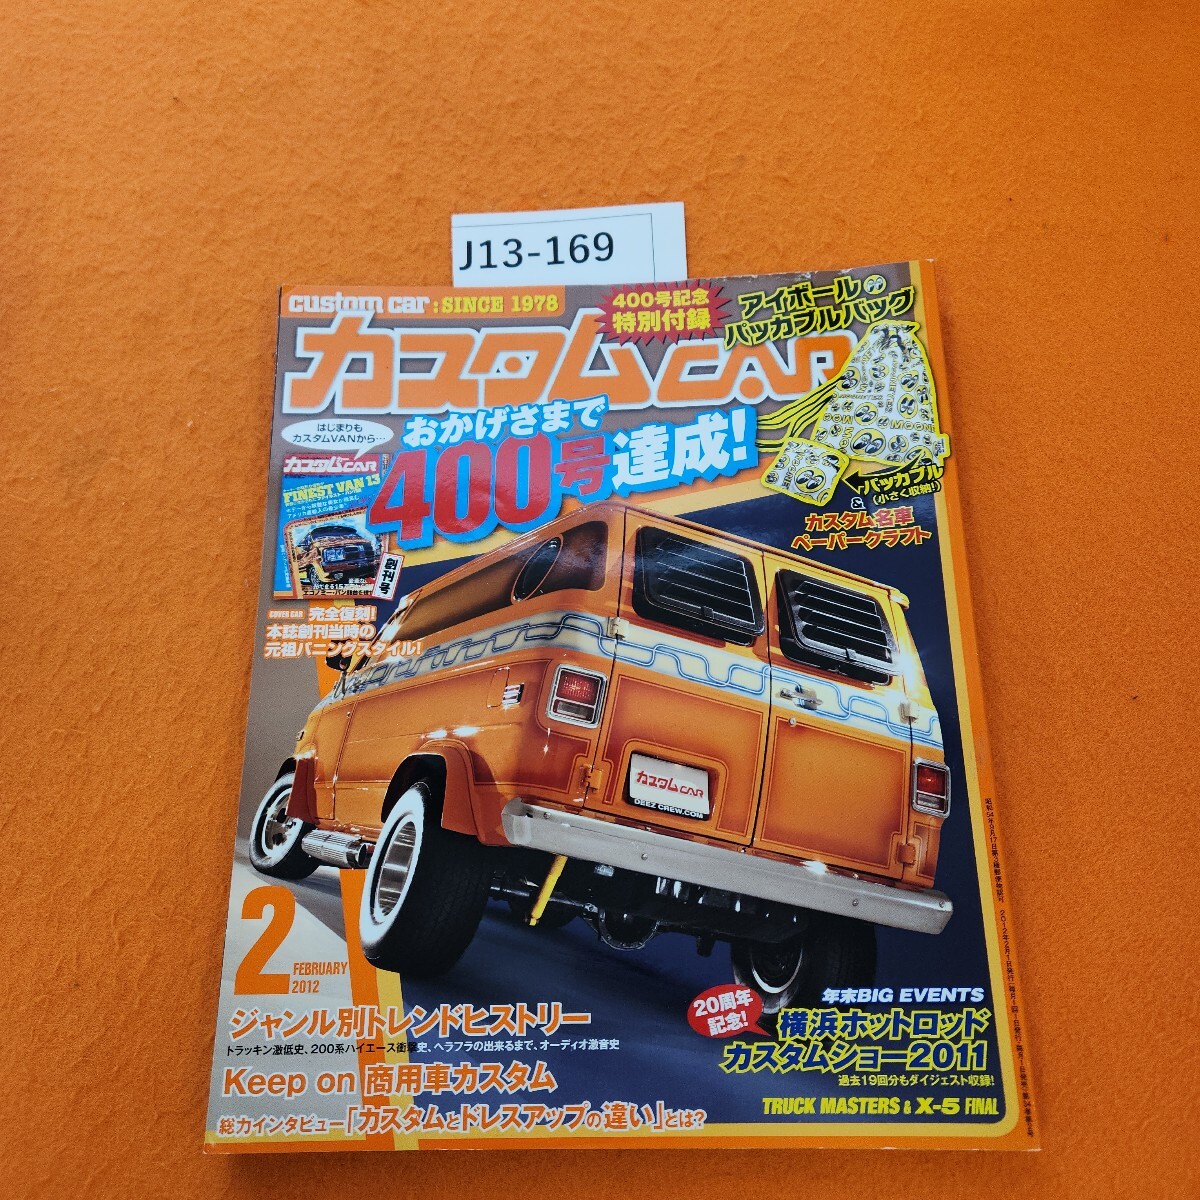 J13-169
custom car : SINCE 1978
400号記念
特別付録
アイボール
パッカブルバッグ
カスタムCAR
おかげさまで
400号達成!
はじまりも
カスタムVANから…
カスタムCAR
FINEST VAN 13
創刊号
パッカブル
(小さく収納!)
&
カスタム名車
ペーパークラフト
COVER CAR 完全復刻!
本誌創刊当時の
元祖バニングスタイル!
カスタムCAR
DEEZ CREW.COM
2
FEBRUARY
2012
ジャンル別トレンドヒストリー
トラッキン激低史、200系ハイエース衝撃史、ヘラフラの出来るまで、オーディオ激音史
Keep on 商用車カスタム
総力インタビュー「カスタムとドレスアップの違い」とは?
20周年
記念!
年末BIG EVENTS
横浜ホットロッド
カスタムショー2011
過去19回分もダイジェスト収録!
TRUCK MASTERS & X-5 FINAL